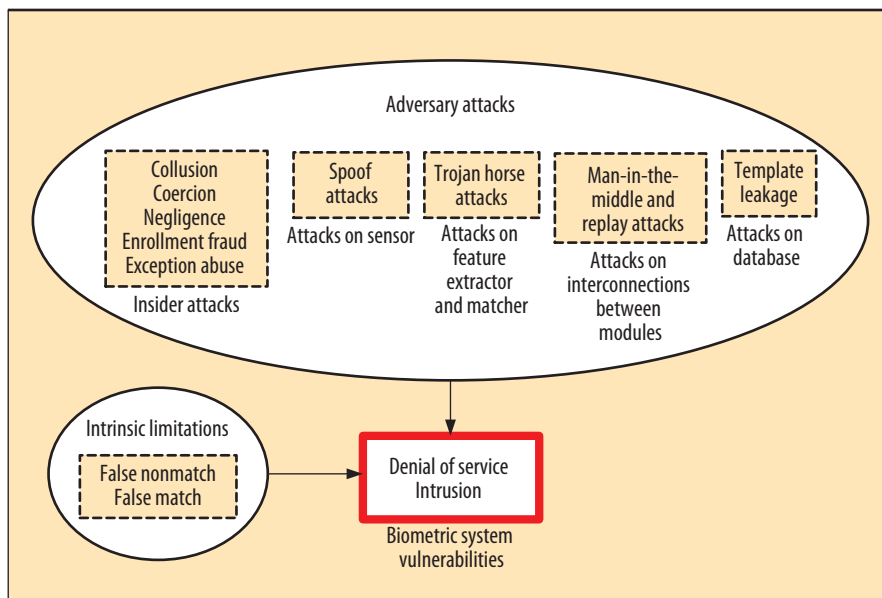 Adversary attacks
Collusion
Coercion
Negligence
Enrollment fraud
Exception abuse
Insider attacks
Spoof
attacks
Attacks on sensor
Trojan horse
attacks
Attacks on
feature
extractor
and matcher
Man-in-the-
middle and
replay attacks
Attacks on
interconnections
between
modules
Template
leakage
Attacks on
database
Intrinsic limitations
False nonmatch
False match
Denial of service
Intrusion
Biometric system
vulnerabilities